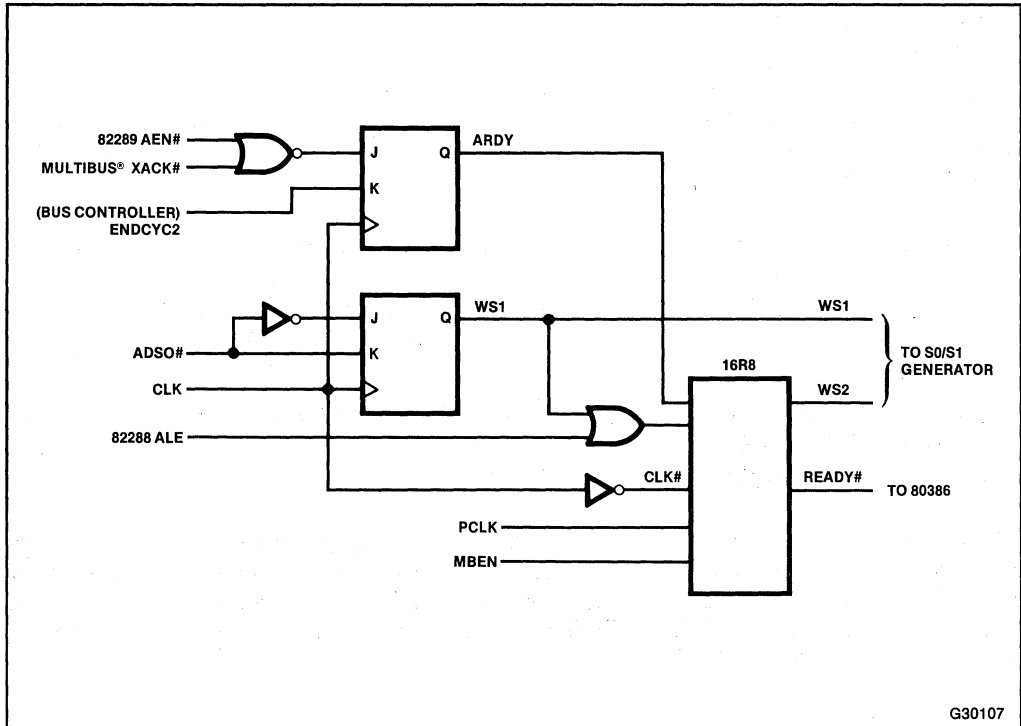 82289 AEN#
MULTIBUS® XACK#
(BUS CONTROLLER)
ENDCYC2
J
Q
K
ARDY
ADSO#
CLK
82288 ALE
J
Q
K
WS1
WS1
TO S0/S1
GENERATOR
16R8
WS2
CLK#
READY#
TO 80386
PCLK
MBEN
G30107